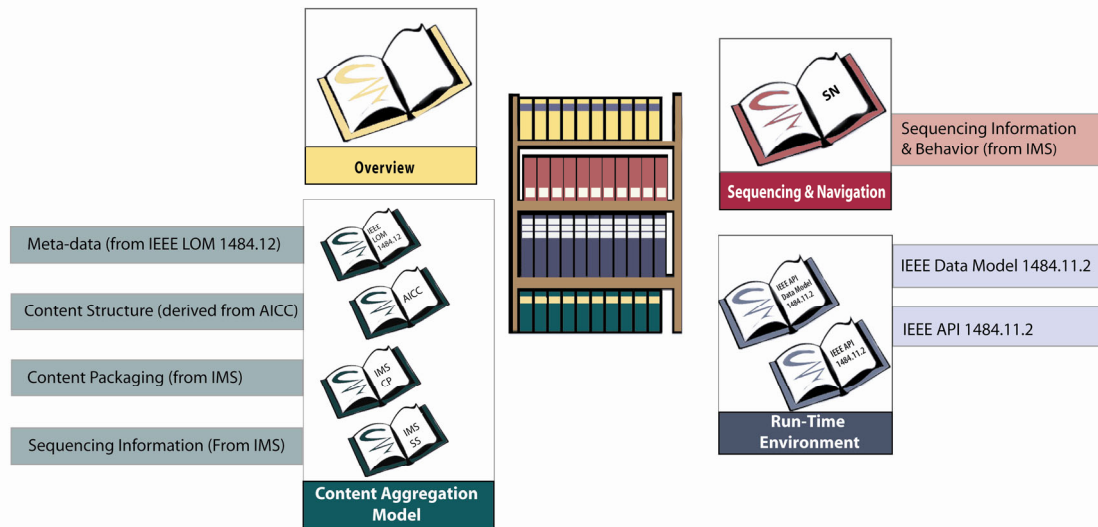 Overview
Meta-data (from IEEE LOM 1484.12)
Content Structure (derived from AICC)
Content Packaging (from IMS)
Sequencing Information (From IMS)
IEEE
LOM
1484.12
AICC
IMS
CP
IMS
SS
Content Aggregation
Model
SN
Sequencing & Navigation
Sequencing Information
& Behavior (from IMS)
IEEE API
Data Model
1484.11.2
IEEE API
1484.11.2
Run-Time
Environment
IEEE Data Model 1484.11.2
IEEE API 1484.11.2